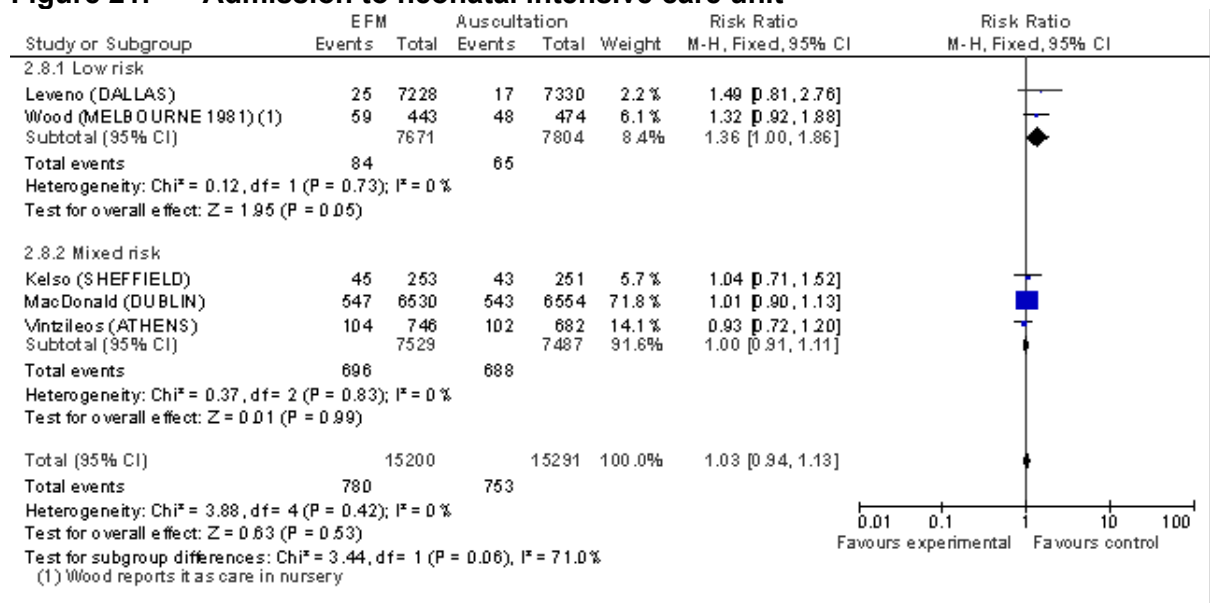 Figure 21: Admission to neonatal intensive care unit
EFM Auscultation Risk Ratio Risk Ratio
Study or Subgroup Events Total Events Total Weight M-H, Fixed, 95% CI M-H, Fixed, 95% CI
2.8.1 Low risk
Leveno (DALLAS) 25 7228 17 7330 2.2% 1.49 [0.81, 2.76]
Wood (MELBOURNE 1981) (1) 59 443 48 474 6.1% 1.32 [0.92, 1.88]
Subtotal (95% CI) 7671 7804 8.4% 1.36 [1.00, 1.86]
Total events 84 65
Heterogeneity: Chi² = 0.12, df = 1 (P = 0.73); I² = 0%
Test for overall effect: Z = 1.95 (P = 0.05)
2.8.2 Mixed risk
Kelso (SHEFFIELD) 45 253 43 251 5.7% 1.04 [0.71, 1.52]
MacDonald (DUBLIN) 547 6530 543 6554 71.8% 1.01 [0.90, 1.13]
Vintzileos (ATHENS) 104 746 102 682 14.1% 0.93 [0.72, 1.20]
Subtotal (95% CI) 7529 7487 91.6% 1.00 [0.91, 1.11]
Total events 696 688
Heterogeneity: Chi² = 0.37, df = 2 (P = 0.83); I² = 0%
Test for overall effect: Z = 0.01 (P = 0.99)
Total (95% CI) 15200 15291 100.0% 1.03 [0.94, 1.13]
Total events 780 753
Heterogeneity: Chi² = 3.88, df = 4 (P = 0.42); I² = 0%
Test for overall effect: Z = 0.63 (P = 0.53)
Test for subgroup differences: Chi² = 3.44, df = 1 (P = 0.06), I² = 71.0%
(1) Wood reports it as care in nursery
0.01 0.1 1 10 100
Favours experimental Favours control